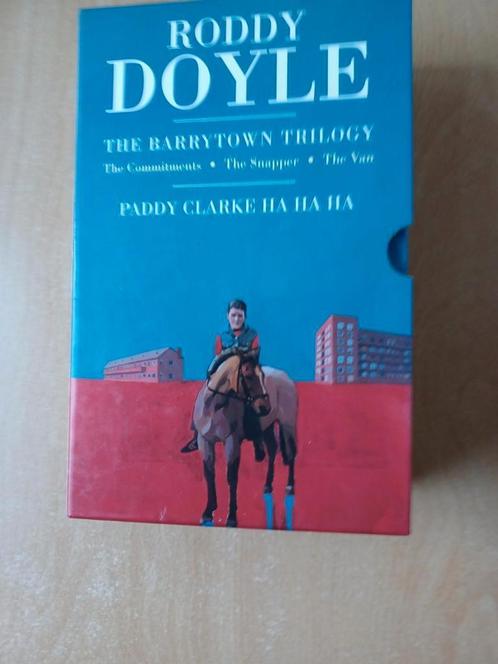 RODDY
DOYLE
THE BARRYTOWN TRILOGY
The Commitments • The Snapper • The Van
PADDY CLARKE HA HA HA